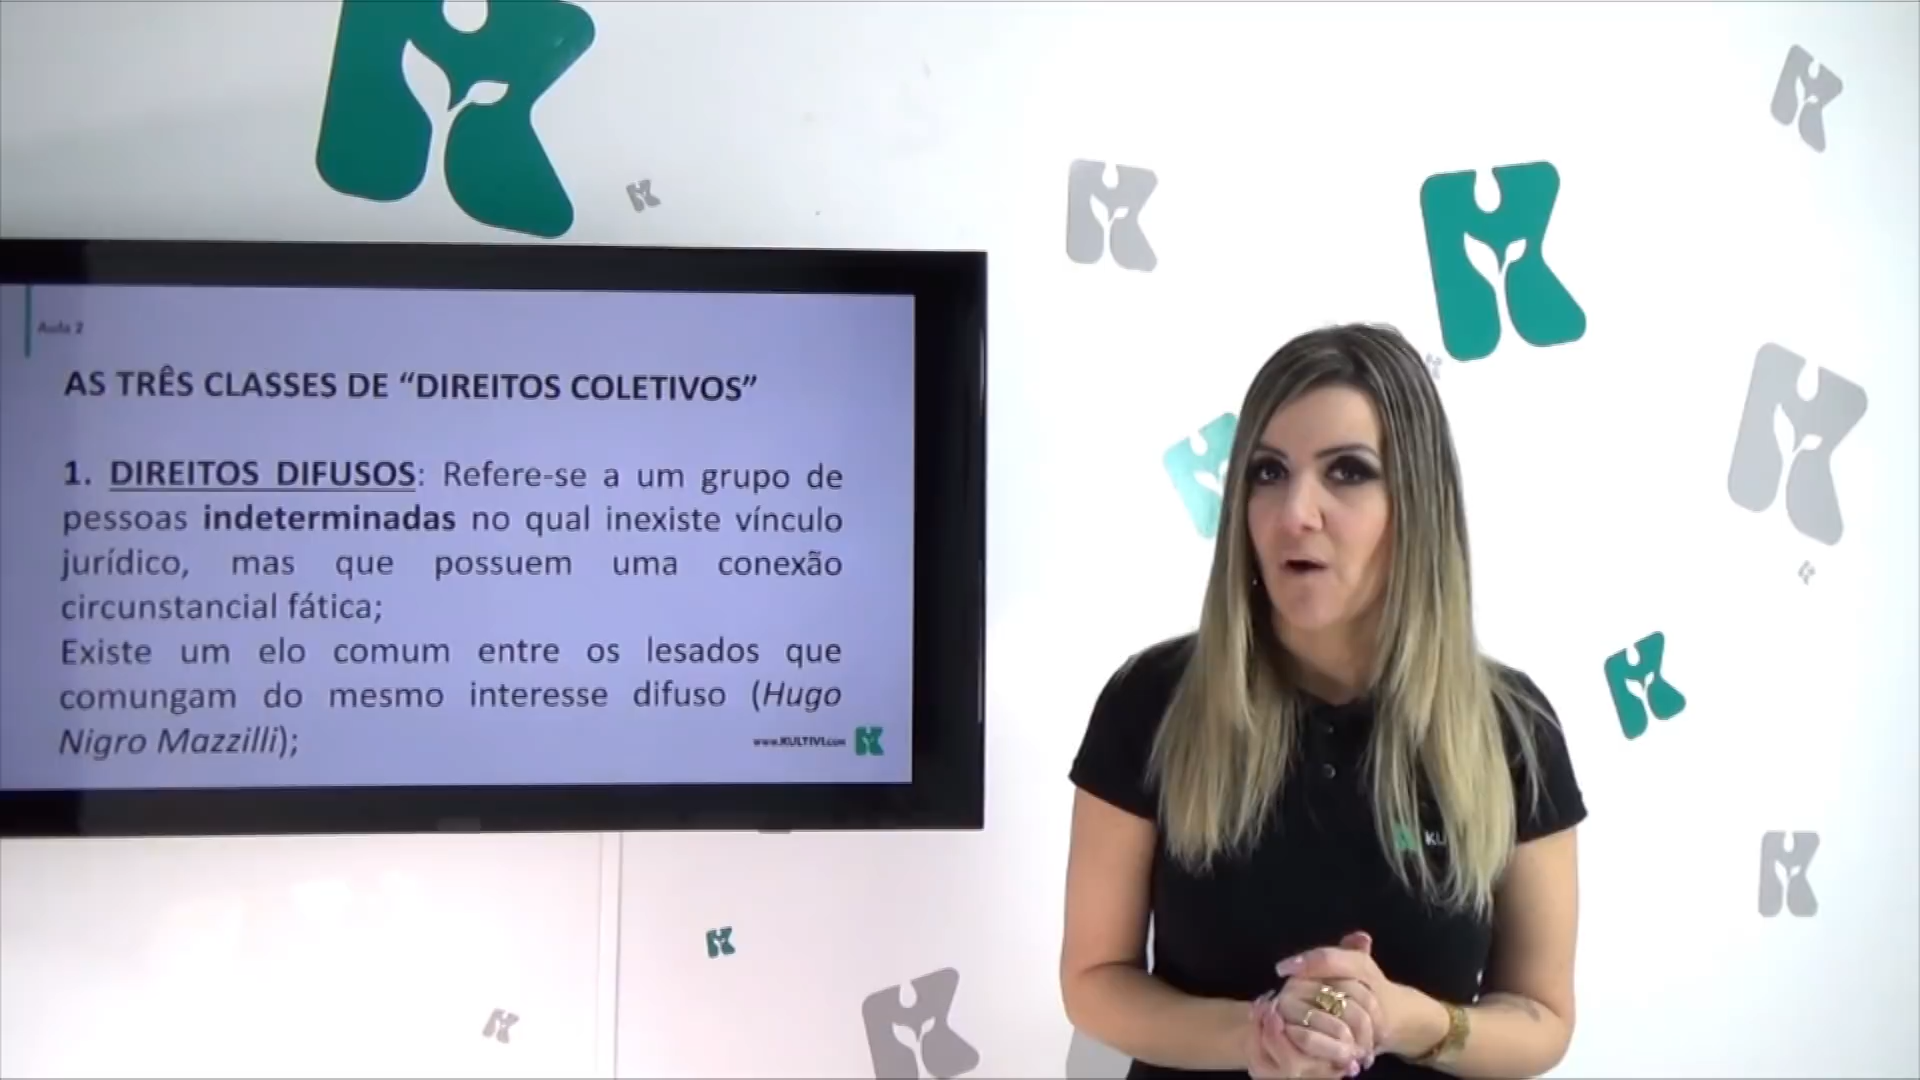 Aula 2
AS TRÊS CLASSES DE “DIREITOS COLETIVOS”
1. DIREITOS DIFUSOS: Refere-se a um grupo de
pessoas indeterminadas no qual inexiste vínculo
jurídico, mas que possuem uma conexão
circunstancial fática;
Existe um elo comum entre os lesados que
comungam do mesmo interesse difuso (Hugo
Nigro Mazzilli);
www.KULTIVI.com